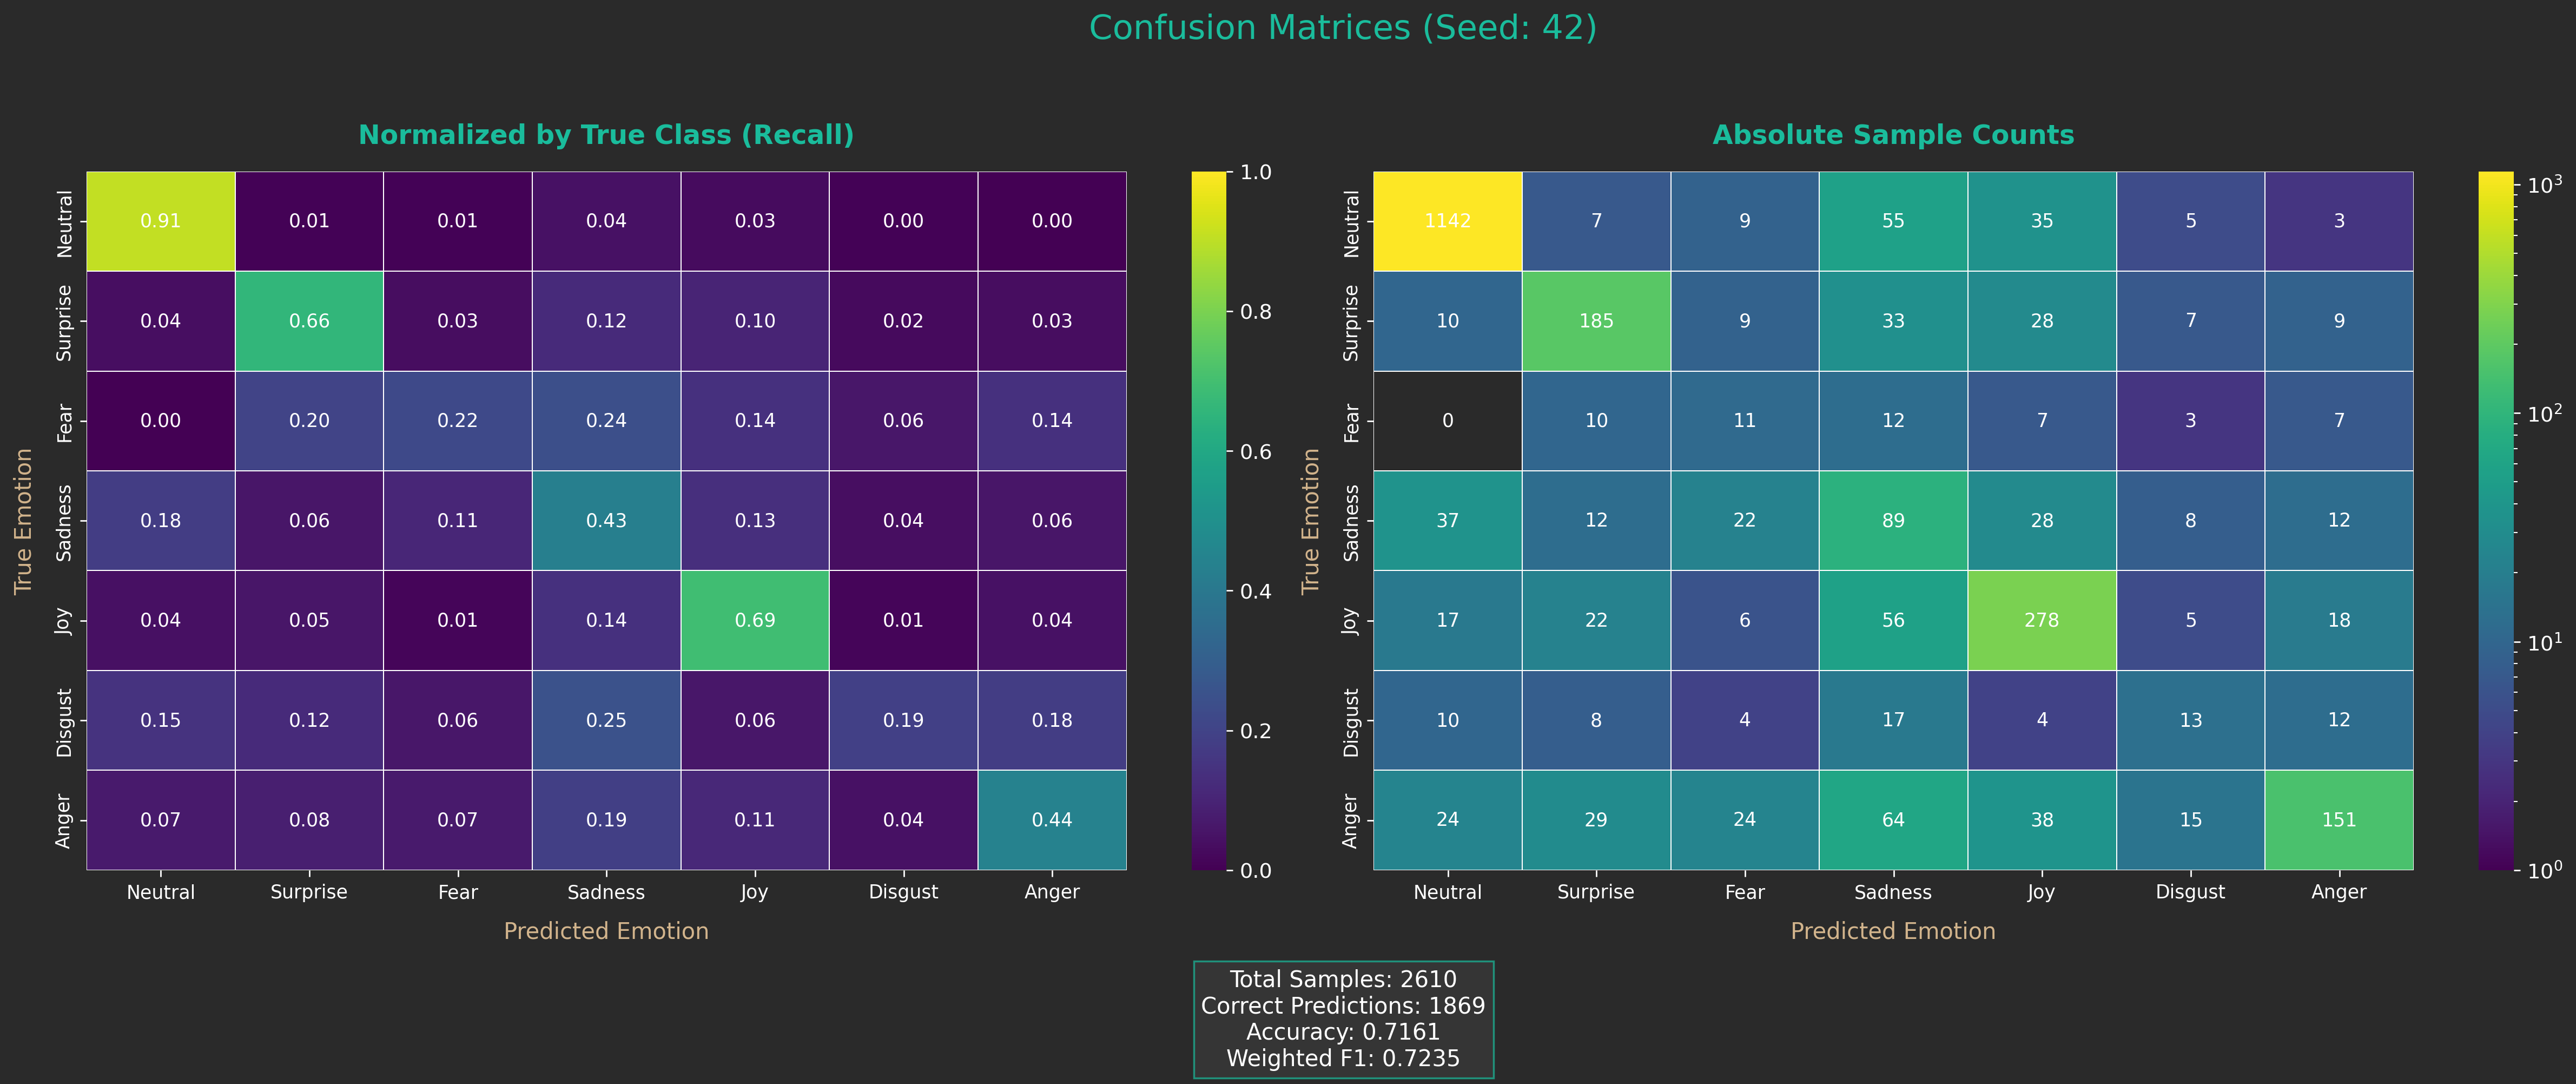 Confusion Matrices (Seed: 42)
Normalized by True Class (Recall)
True Emotion
Neutral 0.91 0.01 0.01 0.04 0.03 0.00 0.00
Surprise 0.04 0.66 0.03 0.12 0.10 0.02 0.03
Fear 0.00 0.20 0.22 0.24 0.14 0.06 0.14
Sadness 0.18 0.06 0.11 0.43 0.13 0.04 0.06
Joy 0.04 0.05 0.01 0.14 0.69 0.01 0.04
Disgust 0.15 0.12 0.06 0.25 0.06 0.19 0.18
Anger 0.07 0.08 0.07 0.19 0.11 0.04 0.44
Neutral Surprise Fear Sadness Joy Disgust Anger
Predicted Emotion
1.0
0.8
0.6
0.4
0.2
0.0
Absolute Sample Counts
True Emotion
Neutral 1142 7 9 55 35 5 3
Surprise 10 185 9 33 28 7 9
Fear 0 10 11 12 7 3 7
Sadness 37 12 22 89 28 8 12
Joy 17 22 6 56 278 5 18
Disgust 10 8 4 17 4 13 12
Anger 24 29 24 64 38 15 151
Neutral Surprise Fear Sadness Joy Disgust Anger
Predicted Emotion
10³
10²
10¹
10⁰
Total Samples: 2610
Correct Predictions: 1869
Accuracy: 0.7161
Weighted F1: 0.7235